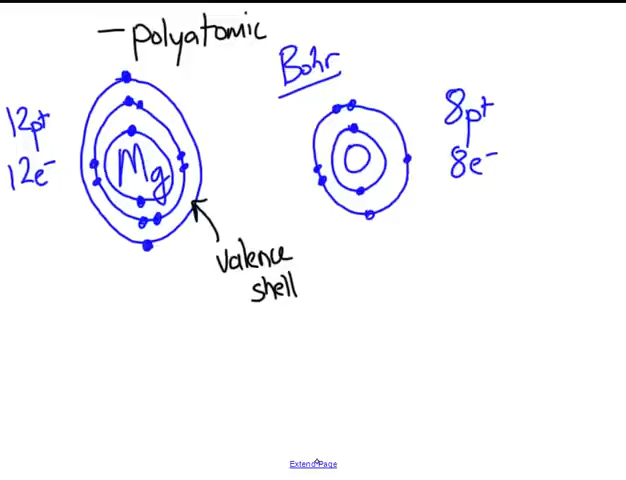 – polyatomic
Bohr
12p+
12e-
Mg
O
8p+
8e-
valence
shell
Extend Page